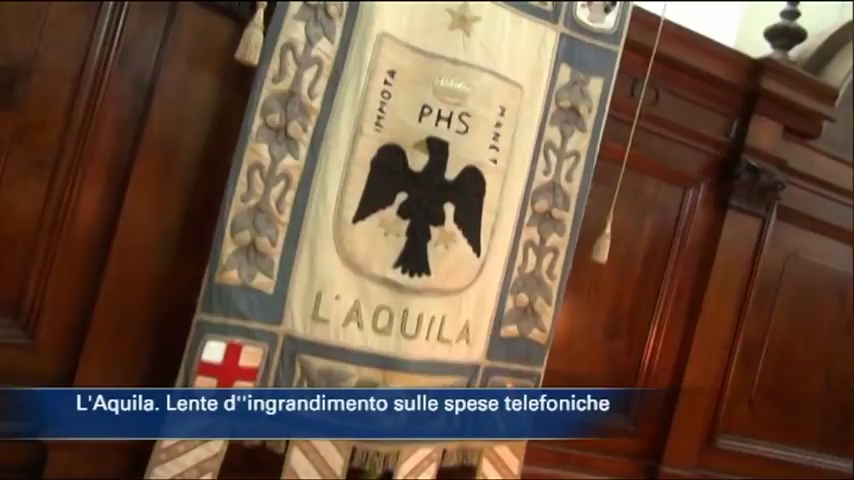 IMMOTA
PHS
MANET
L'AQUILA
L'Aquila. Lente d''ingrandimento sulle spese telefoniche